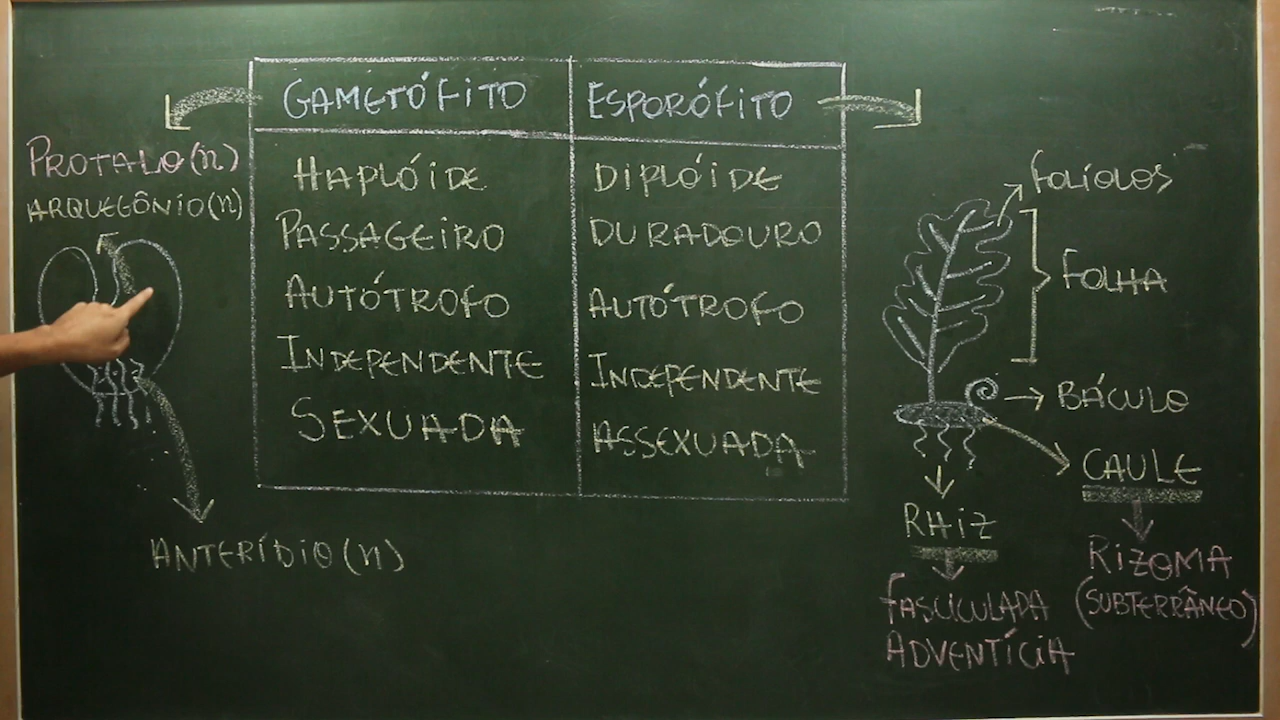 GAMETÓFITO ESPORÓFITO
HAPLÓIDE DIPLÓIDE
PASSAGEIRO DURADOURO
AUTÓTROFO AUTÓTROFO
INDEPENDENTE INDEPENDENTE
SEXUADA ASSEXUADA
PROTALO(n)
ARQUEGÔNIO(n)
ANTERÍDIO(n)
FOLÍOLOS
FOLHA
BÁCULO
CAULE
RIZOMA
(SUBTERRÂNEO)
RHIZ
FASCICULADA
ADVENTÍCIA